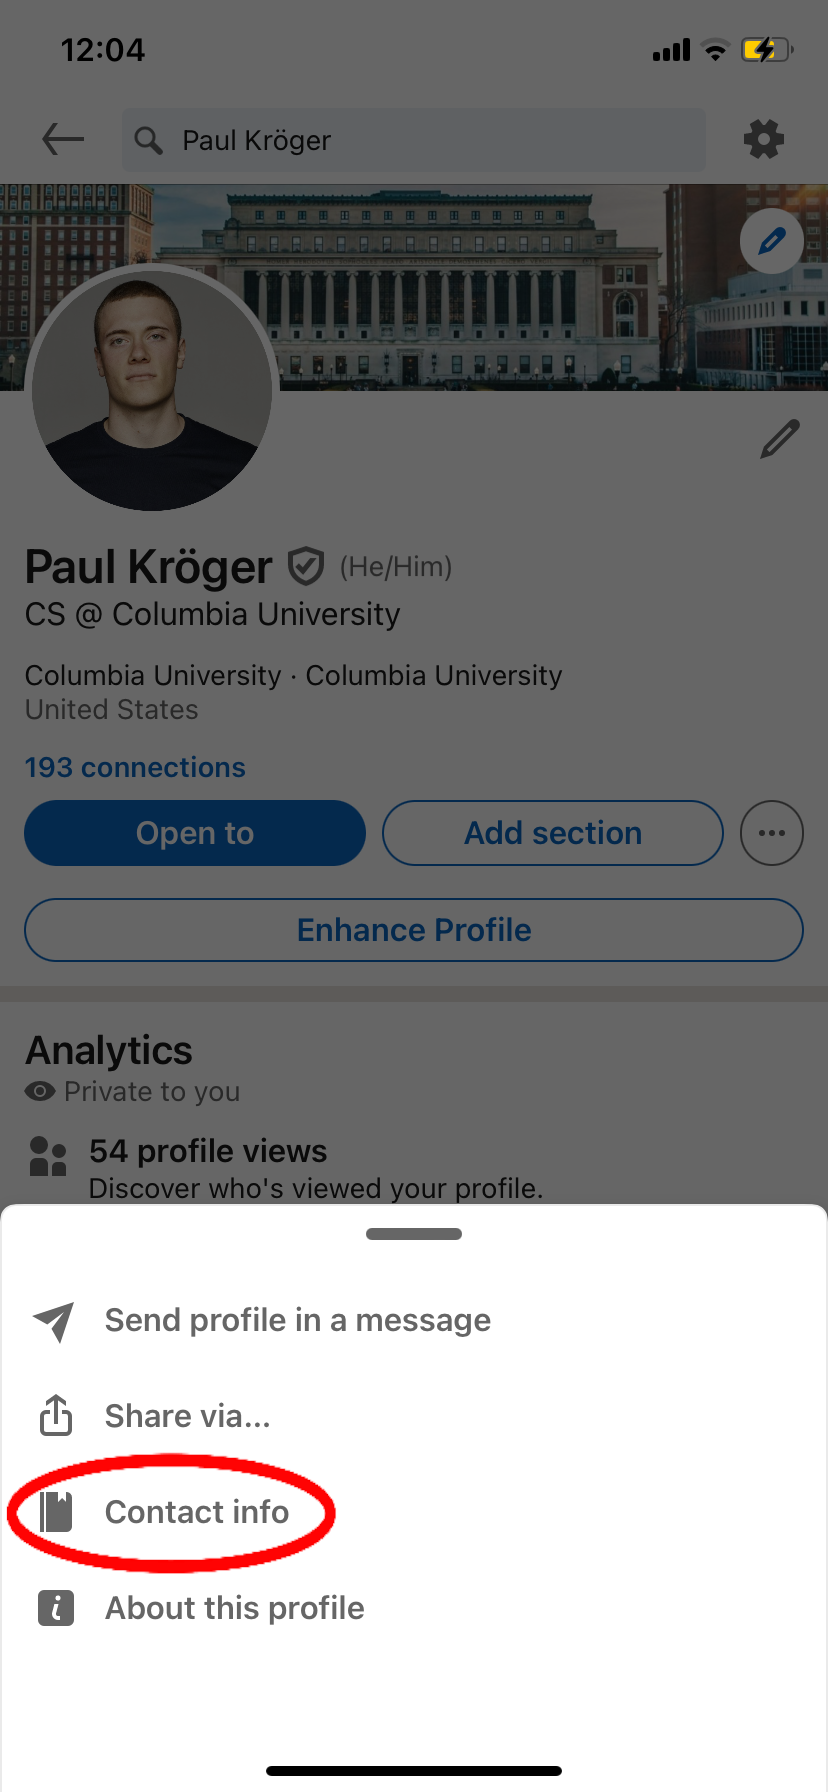 12:04
Paul Kröger
Paul Kröger (He/Him)
CS @ Columbia University
Columbia University · Columbia University
United States
193 connections
Open to
Add section
Enhance Profile
Analytics
Private to you
54 profile views
Discover who's viewed your profile.
Send profile in a message
Share via...
Contact info
About this profile